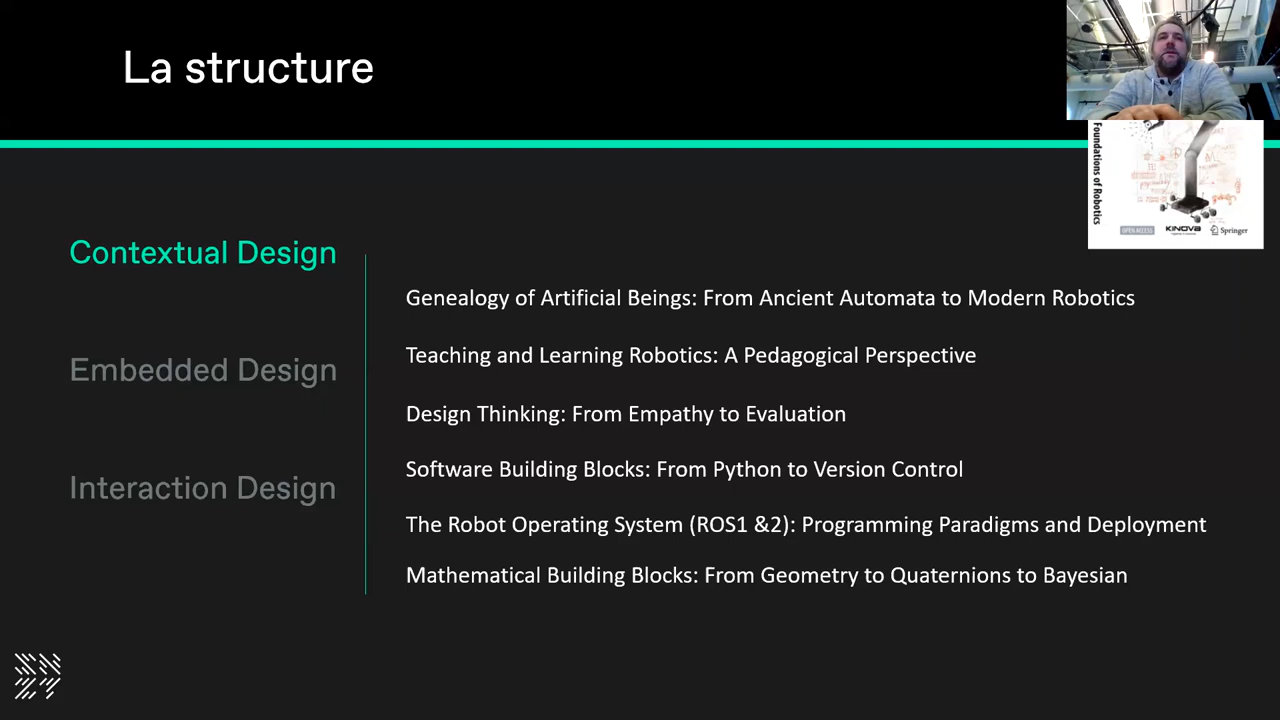 La structure
Foundations of Robotics
OPEN ACCESS
KINOVA
Springer
Contextual Design
Embedded Design
Interaction Design
Genealogy of Artificial Beings: From Ancient Automata to Modern Robotics
Teaching and Learning Robotics: A Pedagogical Perspective
Design Thinking: From Empathy to Evaluation
Software Building Blocks: From Python to Version Control
The Robot Operating System (ROS1 &2): Programming Paradigms and Deployment
Mathematical Building Blocks: From Geometry to Quaternions to Bayesian